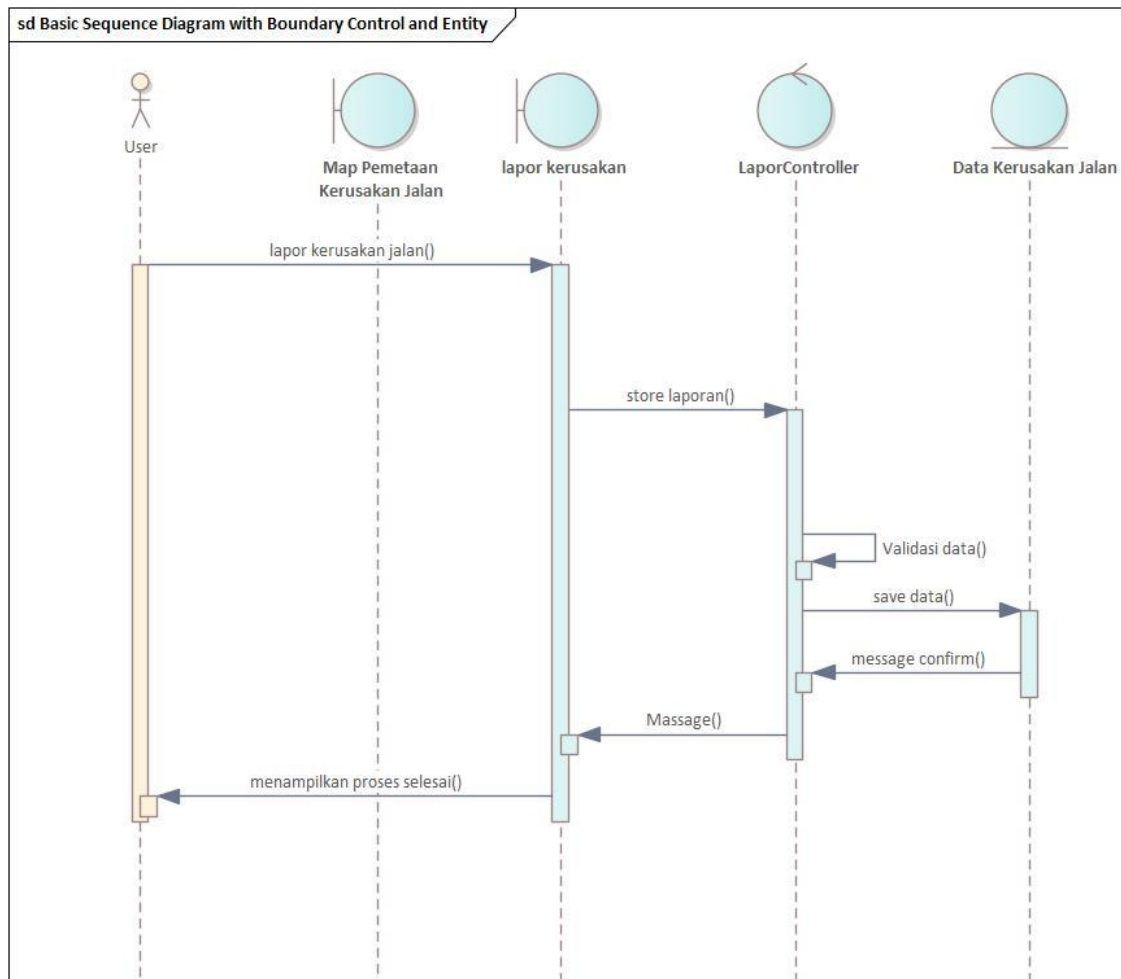 sd Basic Sequence Diagram with Boundary Control and Entity
User
Map Pemetaan
Kerusakan Jalan
lapor kerusakan
LaporController
Data Kerusakan Jalan
lapor kerusakan jalan()
store laporan()
Validasi data()
save data()
message confirm()
Massage()
menampilkan proses selesai()